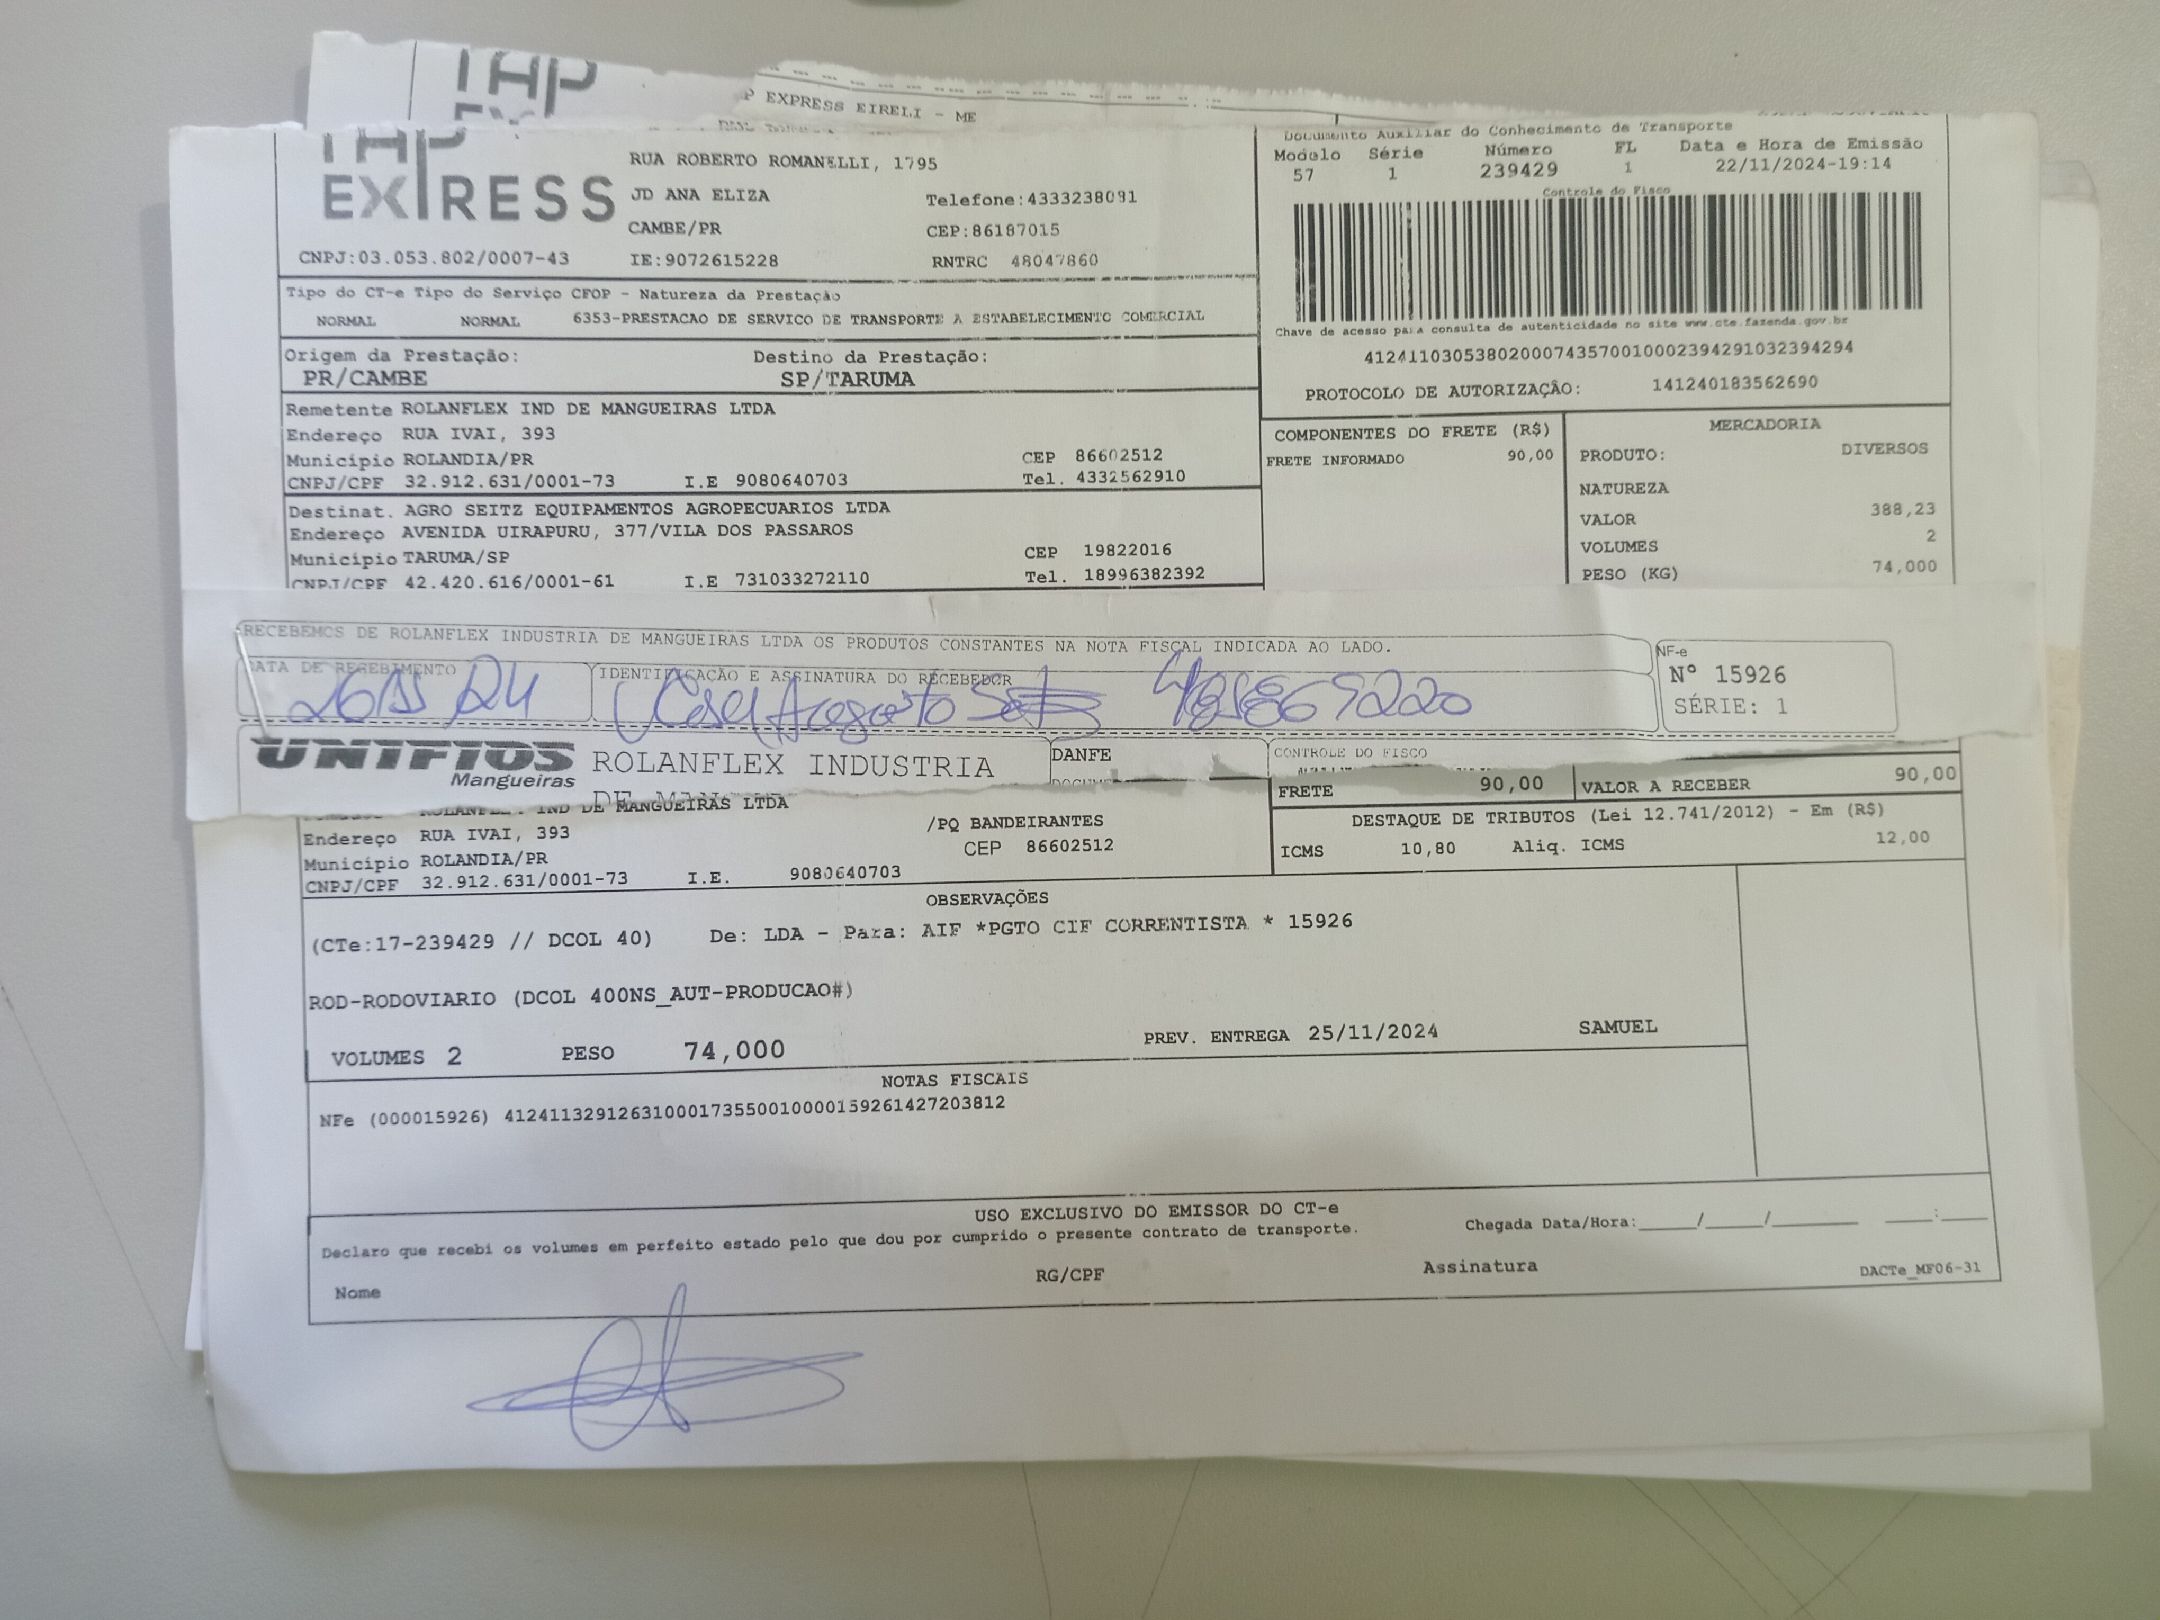 THP
P EXPRESS EIRELI - ME
THP
EXPRESS
RUA ROBERTO ROMANELLI, 1795
JD ANA ELIZA
Telefone:4333238081
CAMBE/PR
CEP:86187015
CNPJ:03.053.802/0007-43
IE:9072615228
RNTRC 48047860
Documento Auxiliar do Conhecimento de Transporte
Modelo Série Número FL Data e Hora de Emissão
57 1 239429 1 22/11/2024-19:14
Controle do Fisco
Chave de acesso para consulta de autenticidade no site www.cte.fazenda.gov.br
41241103053802000743570010002394291032394294
PROTOCOLO DE AUTORIZAÇÃO: 141240183562690
Tipo do CT-e Tipo do Serviço CFOP - Natureza da Prestação
NORMAL NORMAL 6353-PRESTACAO DE SERVICO DE TRANSPORTE A ESTABELECIMENTO COMERCIAL
Origem da Prestação: Destino da Prestação:
PR/CAMBE SP/TARUMA
Remetente ROLANFLEX IND DE MANGUEIRAS LTDA
Endereço RUA IVAI, 393
Município ROLANDIA/PR CEP 86602512
CNPJ/CPF 32.912.631/0001-73 I.E 9080640703 Tel. 4332562910
Destinat. AGRO SEITZ EQUIPAMENTOS AGROPECUARIOS LTDA
Endereço AVENIDA UIRAPURU, 377/VILA DOS PASSAROS
Município TARUMA/SP CEP 19822016
CNPJ/CPF 42.420.616/0001-61 I.E 731033272110 Tel. 18996382392
COMPONENTES DO FRETE (R$)
FRETE INFORMADO 90,00
MERCADORIA
PRODUTO: DIVERSOS
NATUREZA
VALOR 388,23
VOLUMES 2
PESO (KG) 74,000
RECEBEMOS DE ROLANFLEX INDUSTRIA DE MANGUEIRAS LTDA OS PRODUTOS CONSTANTES NA NOTA FISCAL INDICADA AO LADO.
DATA DE RECEBIMENTO
IDENTIFICAÇÃO E ASSINATURA DO RECEBEDOR
Augusto
NF-e
Nº 15926
SÉRIE: 1
UNIFIOS
Mangueiras
ROLANFLEX INDUSTRIA
DANFE
CONTROLE DO FISCO
FRETE 90,00 VALOR A RECEBER 90,00
IND DE MANGUEIRAS LTDA
Endereço RUA IVAI, 393 /PQ BANDEIRANTES
Município ROLANDIA/PR CEP 86602512
CNPJ/CPF 32.912.631/0001-73 I.E. 9080640703
DESTAQUE DE TRIBUTOS (Lei 12.741/2012) - Em (R$)
ICMS 10,80 Aliq. ICMS 12,00
OBSERVAÇÕES
(CTe:17-239429 // DCOL 40) De: LDA - Para: AIF *PGTO CIF CORRENTISTA * 15926
ROD-RODOVIARIO (DCOL 400NS_AUT-PRODUCAO#)
VOLUMES 2 PESO 74,000 PREV. ENTREGA 25/11/2024 SAMUEL
NOTAS FISCAIS
NFe (000015926) 41241132912631000173550010000159261427203812
USO EXCLUSIVO DO EMISSOR DO CT-e
Declaro que recebi os volumes em perfeito estado pelo que dou por cumprido o presente contrato de transporte.
Chegada Data/Hora:_____/_____/________ ____:____
Nome RG/CPF Assinatura DACTe_MF06-31